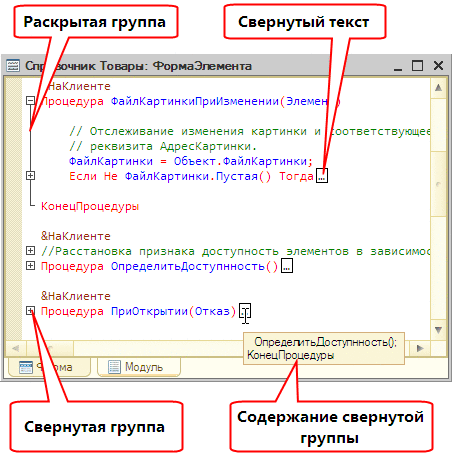 Раскрытая группа
Свернутый текст
Справочник Товары: ФормаЭлемента
&НаКлиенте
Процедура ФайлКартинкиПриИзменении(Элемент)
// Отслеживание изменения картинки и соответствующее
// реквизита АдресКартинки.
ФайлКартинки = Объект.ФайлКартинки;
Если Не ФайлКартинки.Пустая() Тогда...
КонецПроцедуры
&НаКлиенте
//Расстановка признака доступность элементов в зависимос
Процедура ОпределитьДоступнность()...
&НаКлиенте
Процедура ПриОткрытии(Отказ)...
ОпределитьДоступнность();
КонецПроцедуры
Форма
Модуль
Свернутая группа
Содержание свернутой
группы